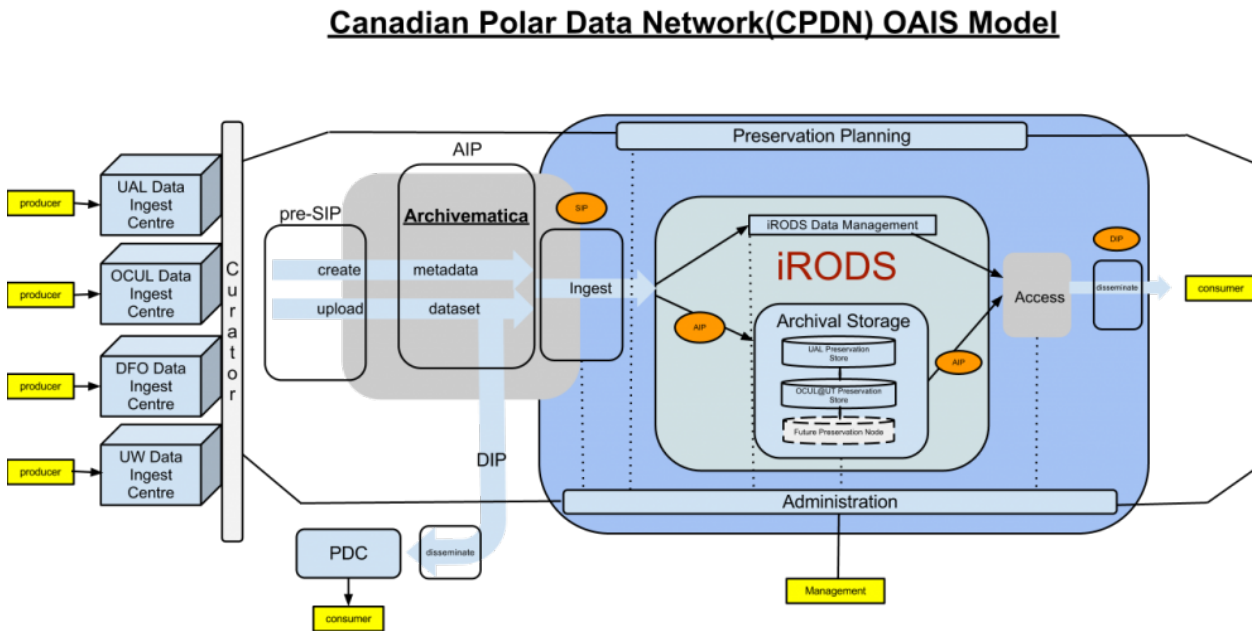 Canadian Polar Data Network(CPDN) OAIS Model
Preservation Planning
AIP
producer
UAL Data
Ingest
Centre
pre-SIP
Archivematica
SIP
iRODS Data Management
DIP
producer
OCUL Data
Ingest
Centre
Curator
create
metadata
Ingest
iRODS
Access
disseminate
consumer
upload
dataset
AIP
Archival Storage
UAL Preservation
Store
AIP
producer
DFO Data
Ingest
Centre
OCUL@UT Preservation
Store
Future Preservation Node
producer
UW Data
Ingest
Centre
DIP
Administration
PDC
disseminate
Management
consumer